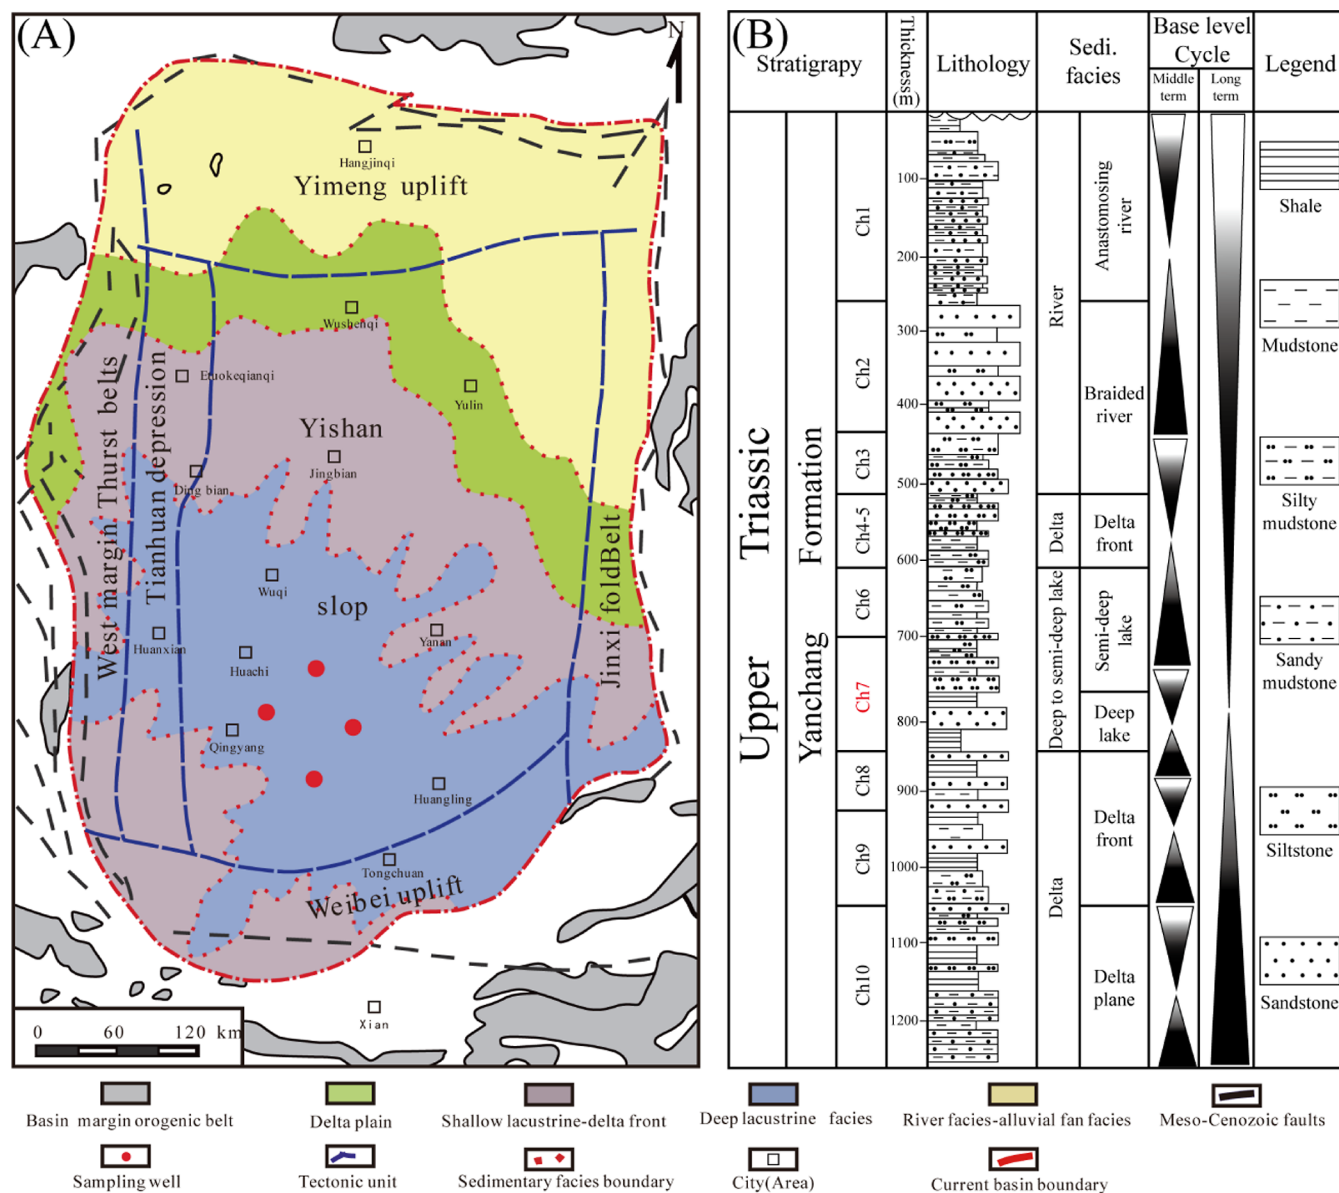 (A)
N
Hangjinqi
Yimeng uplift
Wushenqi
Etuokeqianqi
Yulin
Yishan
Jingbian
Ding bian
West margin Thurst belts
Tianhuan depression
Jinxi foldBelt
Wuqi
slop
Huanxian
Yanan
Huachi
Qingyang
Huangling
Tongchuan
Weibei uplift
Xian
0 60 120 km
(B)
Stratigrapy
Thickness(m)
Lithology
Sedi.
facies
Base level
Cycle
Middle
term
Long
term
Legend
Upper Triassic
Yanchang Formation
Ch1
Ch2
Ch3
Ch4-5
Ch6
Ch7
Ch8
Ch9
Ch10
100
200
300
400
500
600
700
800
900
1000
1100
1200
River
Delta
Deep to semi-deep lake
Delta
Anastomosing
river
Braided
river
Delta
front
Semi-deep
lake
Deep
lake
Delta
front
Delta
plane
Shale
Mudstone
Silty
mudstone
Sandy
mudstone
Siltstone
Sandstone
Basin margin orogenic belt
Delta plain
Shallow lacustrine-delta front
Deep lacustrine facies
River facies-alluvial fan facies
Meso-Cenozoic faults
Sampling well
Tectonic unit
Sedimentary facies boundary
City(Area)
Current basin boundary